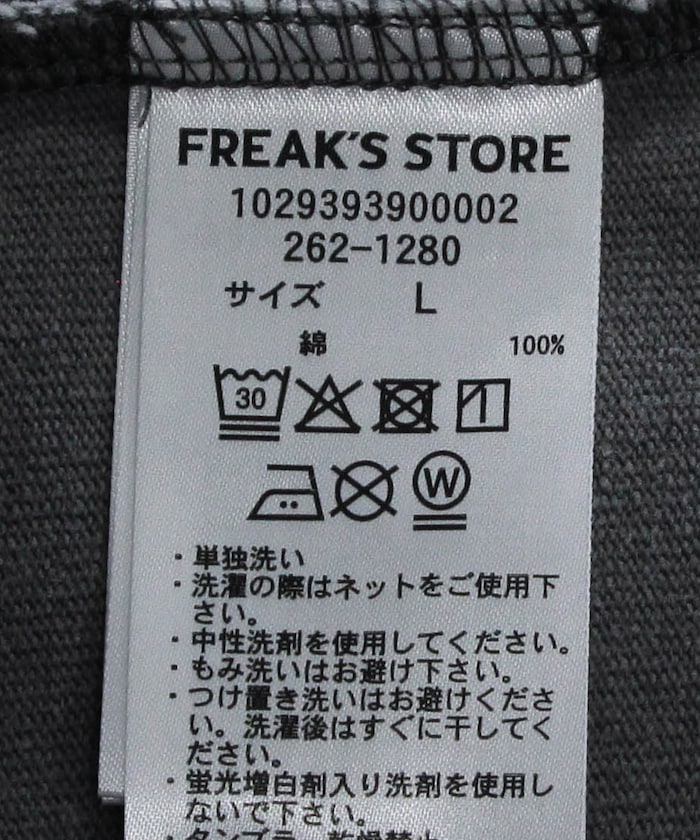 FREAK'S STORE
1029393900002
262-1280
サイズ L
綿 100%
30
W
・単独洗い
・洗濯の際はネットをご使用下
さい。
・中性洗剤を使用してください。
・もみ洗いはお避け下さい。
・つけ置き洗いはお避けくださ
い。洗濯後はすぐに干してく
ださい。
・蛍光増白剤入り洗剤を使用し
ないで下さい。